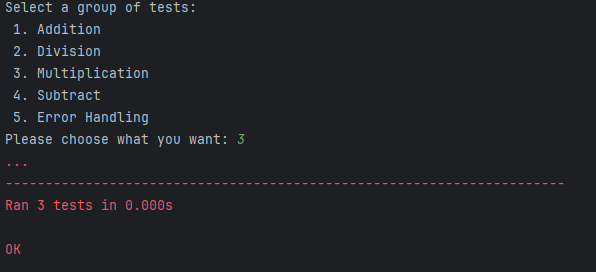 Select a group of tests:
 1. Addition
 2. Division
 3. Multiplication
 4. Subtract
 5. Error Handling
Please choose what you want: 3
...
----------------------------------------------------------------------
Ran 3 tests in 0.000s

OK